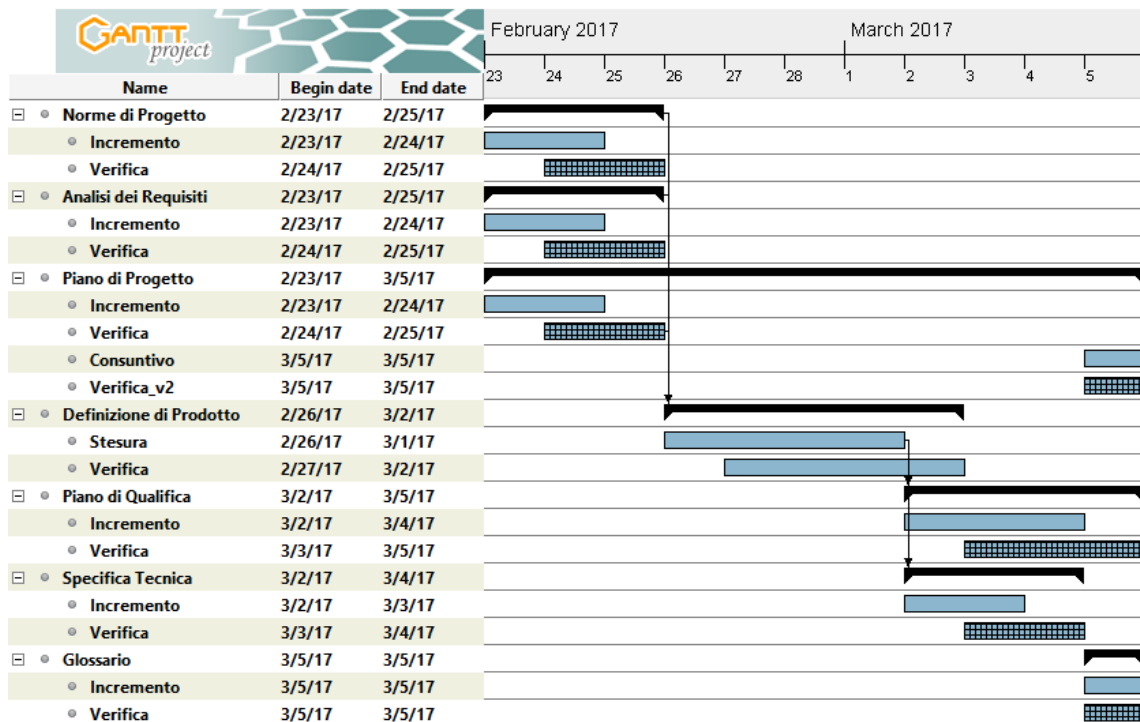 GANTT project
February 2017 March 2017
23 24 25 26 27 28 1 2 3 4 5
Name Begin date End date
Norme di Progetto 2/23/17 2/25/17
Incremento 2/23/17 2/24/17
Verifica 2/24/17 2/25/17
Analisi dei Requisiti 2/23/17 2/25/17
Incremento 2/23/17 2/24/17
Verifica 2/24/17 2/25/17
Piano di Progetto 2/23/17 3/5/17
Incremento 2/23/17 2/24/17
Verifica 2/24/17 2/25/17
Consuntivo 3/5/17 3/5/17
Verifica_v2 3/5/17 3/5/17
Definizione di Prodotto 2/26/17 3/2/17
Stesura 2/26/17 3/1/17
Verifica 2/27/17 3/2/17
Piano di Qualifica 3/2/17 3/5/17
Incremento 3/2/17 3/4/17
Verifica 3/3/17 3/5/17
Specifica Tecnica 3/2/17 3/4/17
Incremento 3/2/17 3/3/17
Verifica 3/3/17 3/4/17
Glossario 3/5/17 3/5/17
Incremento 3/5/17 3/5/17
Verifica 3/5/17 3/5/17